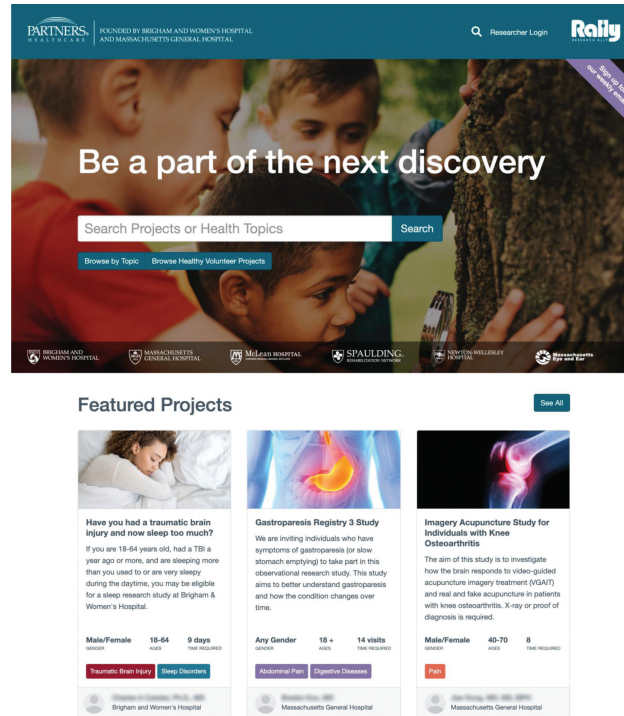 PARTNERS.
HEALTHCARE
FOUNDED BY BRIGHAM AND WOMEN'S HOSPITAL
AND MASSACHUSETTS GENERAL HOSPITAL
Researcher Login
Rally
Sign up for
our weekly email
Be a part of the next discovery
Search Projects or Health Topics
Search
Browse by Topic
Browse Healthy Volunteer Projects
BRIGHAM AND
WOMEN'S HOSPITAL
MASSACHUSETTS
GENERAL HOSPITAL
McLean HOSPITAL
SPAULDING.
REHABILITATION NETWORK
NEWTON-WELLESLEY
HOSPITAL
Massachusetts
Eye and Ear
Featured Projects
See All
Have you had a traumatic brain
injury and now sleep too much?
If you are 18-64 years old, had a TBI a
year ago or more, and are sleeping more
than you used to or are very sleepy
during the daytime, you may be eligible
for a sleep research study at Brigham &
Women's Hospital.
Male/Female 18-64 9 days
GENDER AGES TIME REQUIRED
Traumatic Brain Injury Sleep Disorders
Brigham and Women's Hospital
Gastroparesis Registry 3 Study
We are inviting individuals who have
symptoms of gastroparesis (or slow
stomach emptying) to take part in this
observational research study. This study
aims to better understand gastroparesis
and how the condition changes over
time.
Any Gender 18 + 14 visits
GENDER AGES TIME REQUIRED
Abdominal Pain Digestive Diseases
Massachusetts General Hospital
Imagery Acupuncture Study for
Individuals with Knee
Osteoarthritis
The aim of this study is to investigate
how the brain responds to video-guided
acupuncture imagery treatment (VGAIT)
and real and fake acupuncture in patients
with knee osteoarthritis. X-ray or proof of
diagnosis is required.
Male/Female 40-70 8
GENDER AGES TIME REQUIRED
Pain
Massachusetts General Hospital